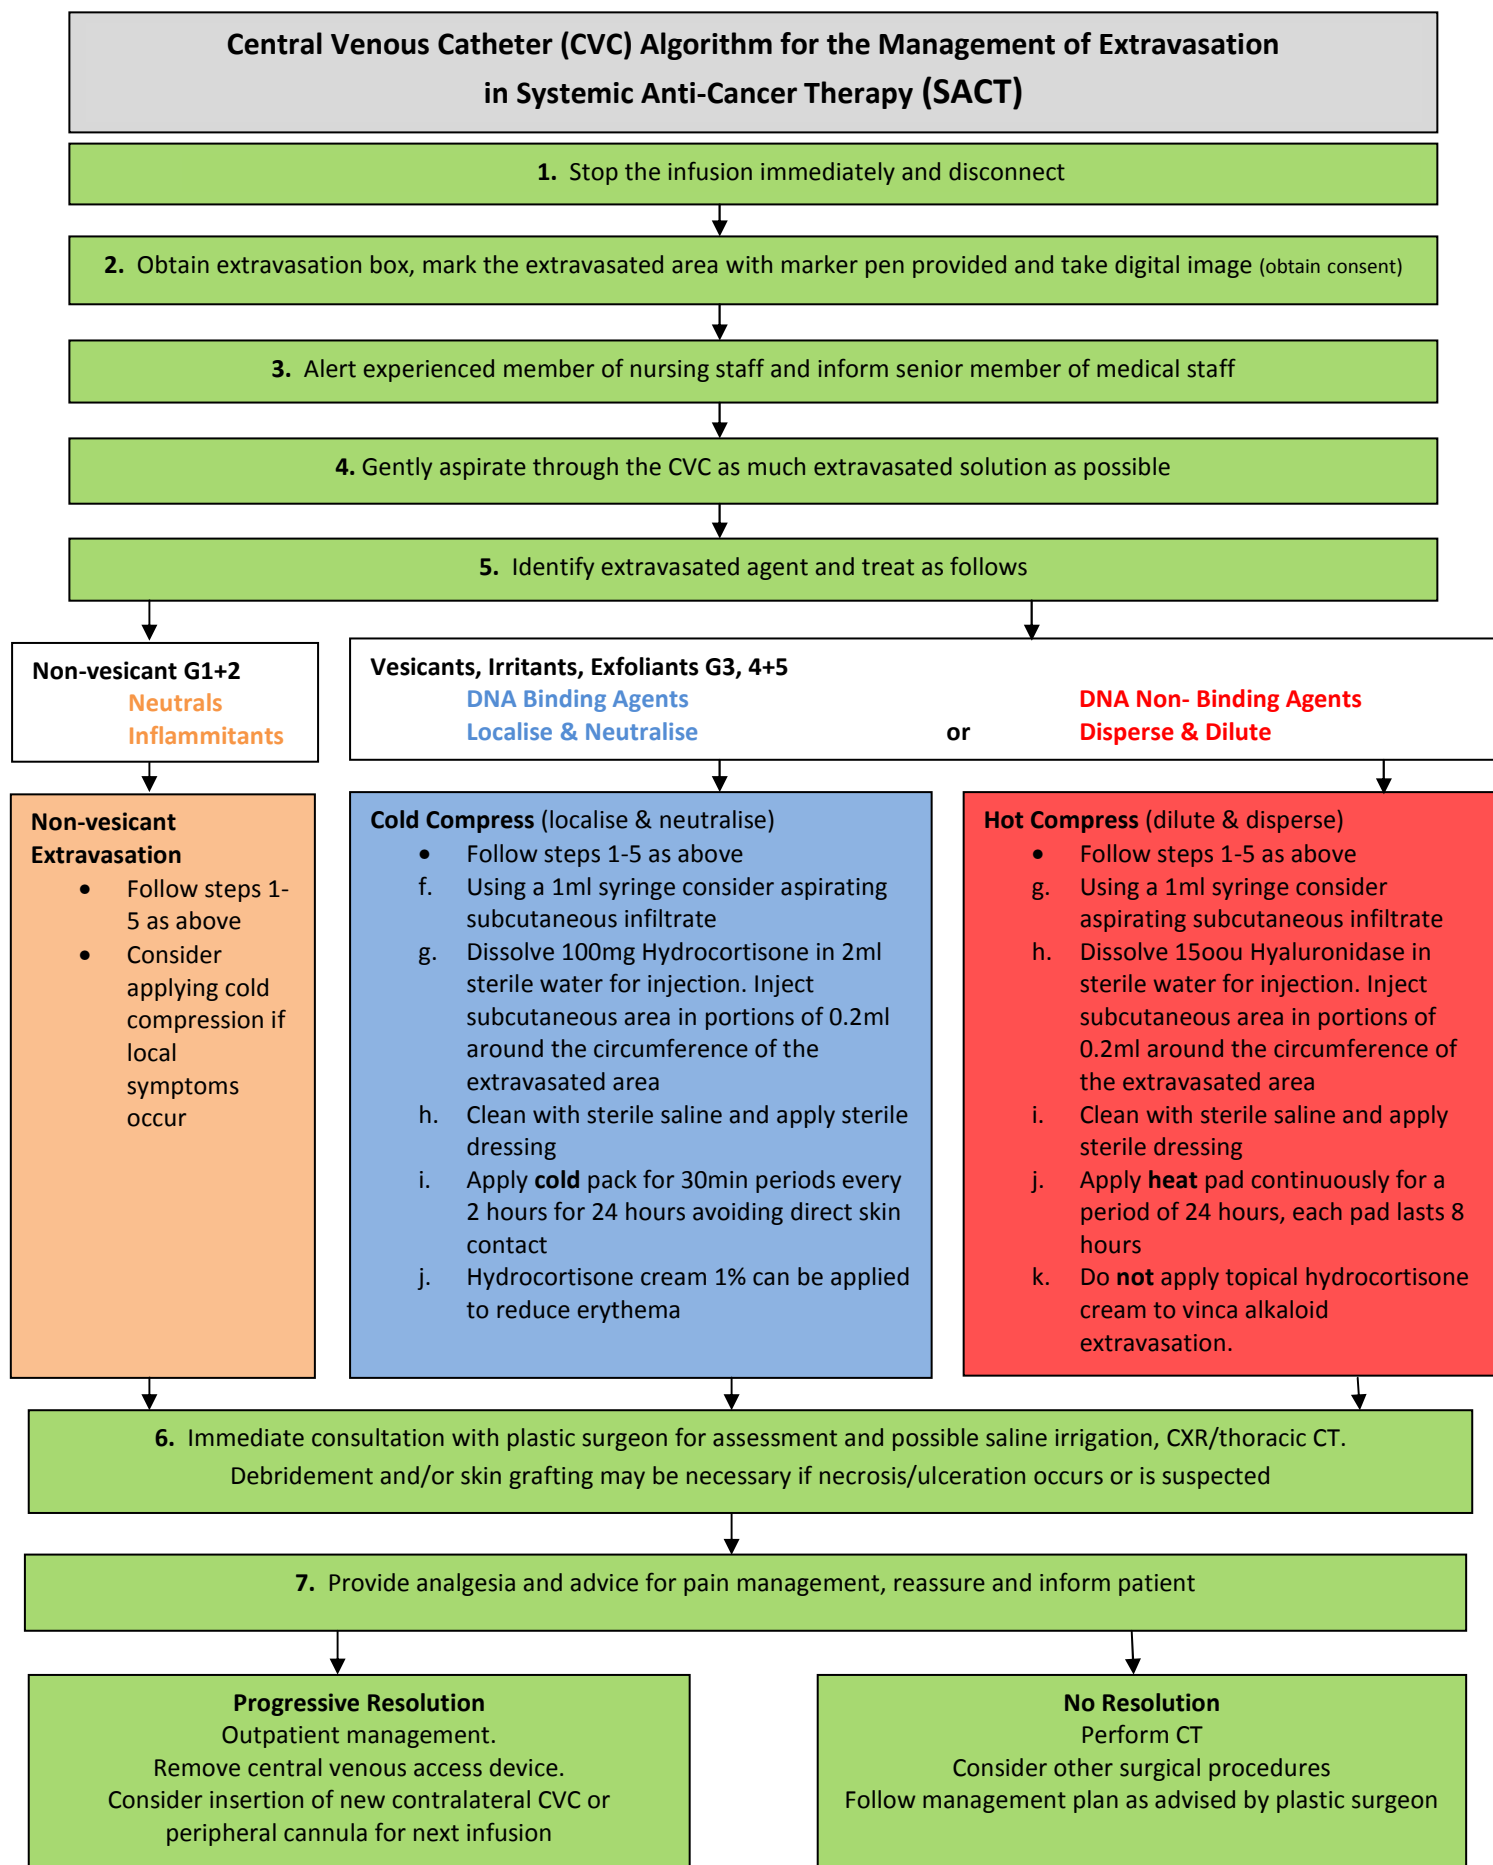 Central Venous Catheter (CVC) Algorithm for the Management of Extravasation
in Systemic Anti-Cancer Therapy (SACT)
1. Stop the infusion immediately and disconnect
2. Obtain extravasation box, mark the extravasated area with marker pen provided and take digital image (obtain consent)
3. Alert experienced member of nursing staff and inform senior member of medical staff
4. Gently aspirate through the CVC as much extravasated solution as possible
5. Identify extravasated agent and treat as follows
Non-vesicant G1+2
Neutrals
Inflammitants
Vesicants, Irritants, Exfoliants G3, 4+5
DNA Binding Agents
Localise & Neutralise
or
DNA Non- Binding Agents
Disperse & Dilute
Non-vesicant
Extravasation
• Follow steps 1-
5 as above
• Consider
applying cold
compression if
local
symptoms
occur
Cold Compress (localise & neutralise)
• Follow steps 1-5 as above
f. Using a 1ml syringe consider aspirating
subcutaneous infiltrate
g. Dissolve 100mg Hydrocortisone in 2ml
sterile water for injection. Inject
subcutaneous area in portions of 0.2ml
around the circumference of the
extravasated area
h. Clean with sterile saline and apply sterile
dressing
i. Apply cold pack for 30min periods every
2 hours for 24 hours avoiding direct skin
contact
j. Hydrocortisone cream 1% can be applied
to reduce erythema
Hot Compress (dilute & disperse)
• Follow steps 1-5 as above
g. Using a 1ml syringe consider
aspirating subcutaneous infiltrate
h. Dissolve 15oou Hyaluronidase in
sterile water for injection. Inject
subcutaneous area in portions of
0.2ml around the circumference of
the extravasated area
i. Clean with sterile saline and apply
sterile dressing
j. Apply heat pad continuously for a
period of 24 hours, each pad lasts 8
hours
k. Do not apply topical hydrocortisone
cream to vinca alkaloid
extravasation.
6. Immediate consultation with plastic surgeon for assessment and possible saline irrigation, CXR/thoracic CT.
Debridement and/or skin grafting may be necessary if necrosis/ulceration occurs or is suspected
7. Provide analgesia and advice for pain management, reassure and inform patient
Progressive Resolution
Outpatient management.
Remove central venous access device.
Consider insertion of new contralateral CVC or
peripheral cannula for next infusion
No Resolution
Perform CT
Consider other surgical procedures
Follow management plan as advised by plastic surgeon